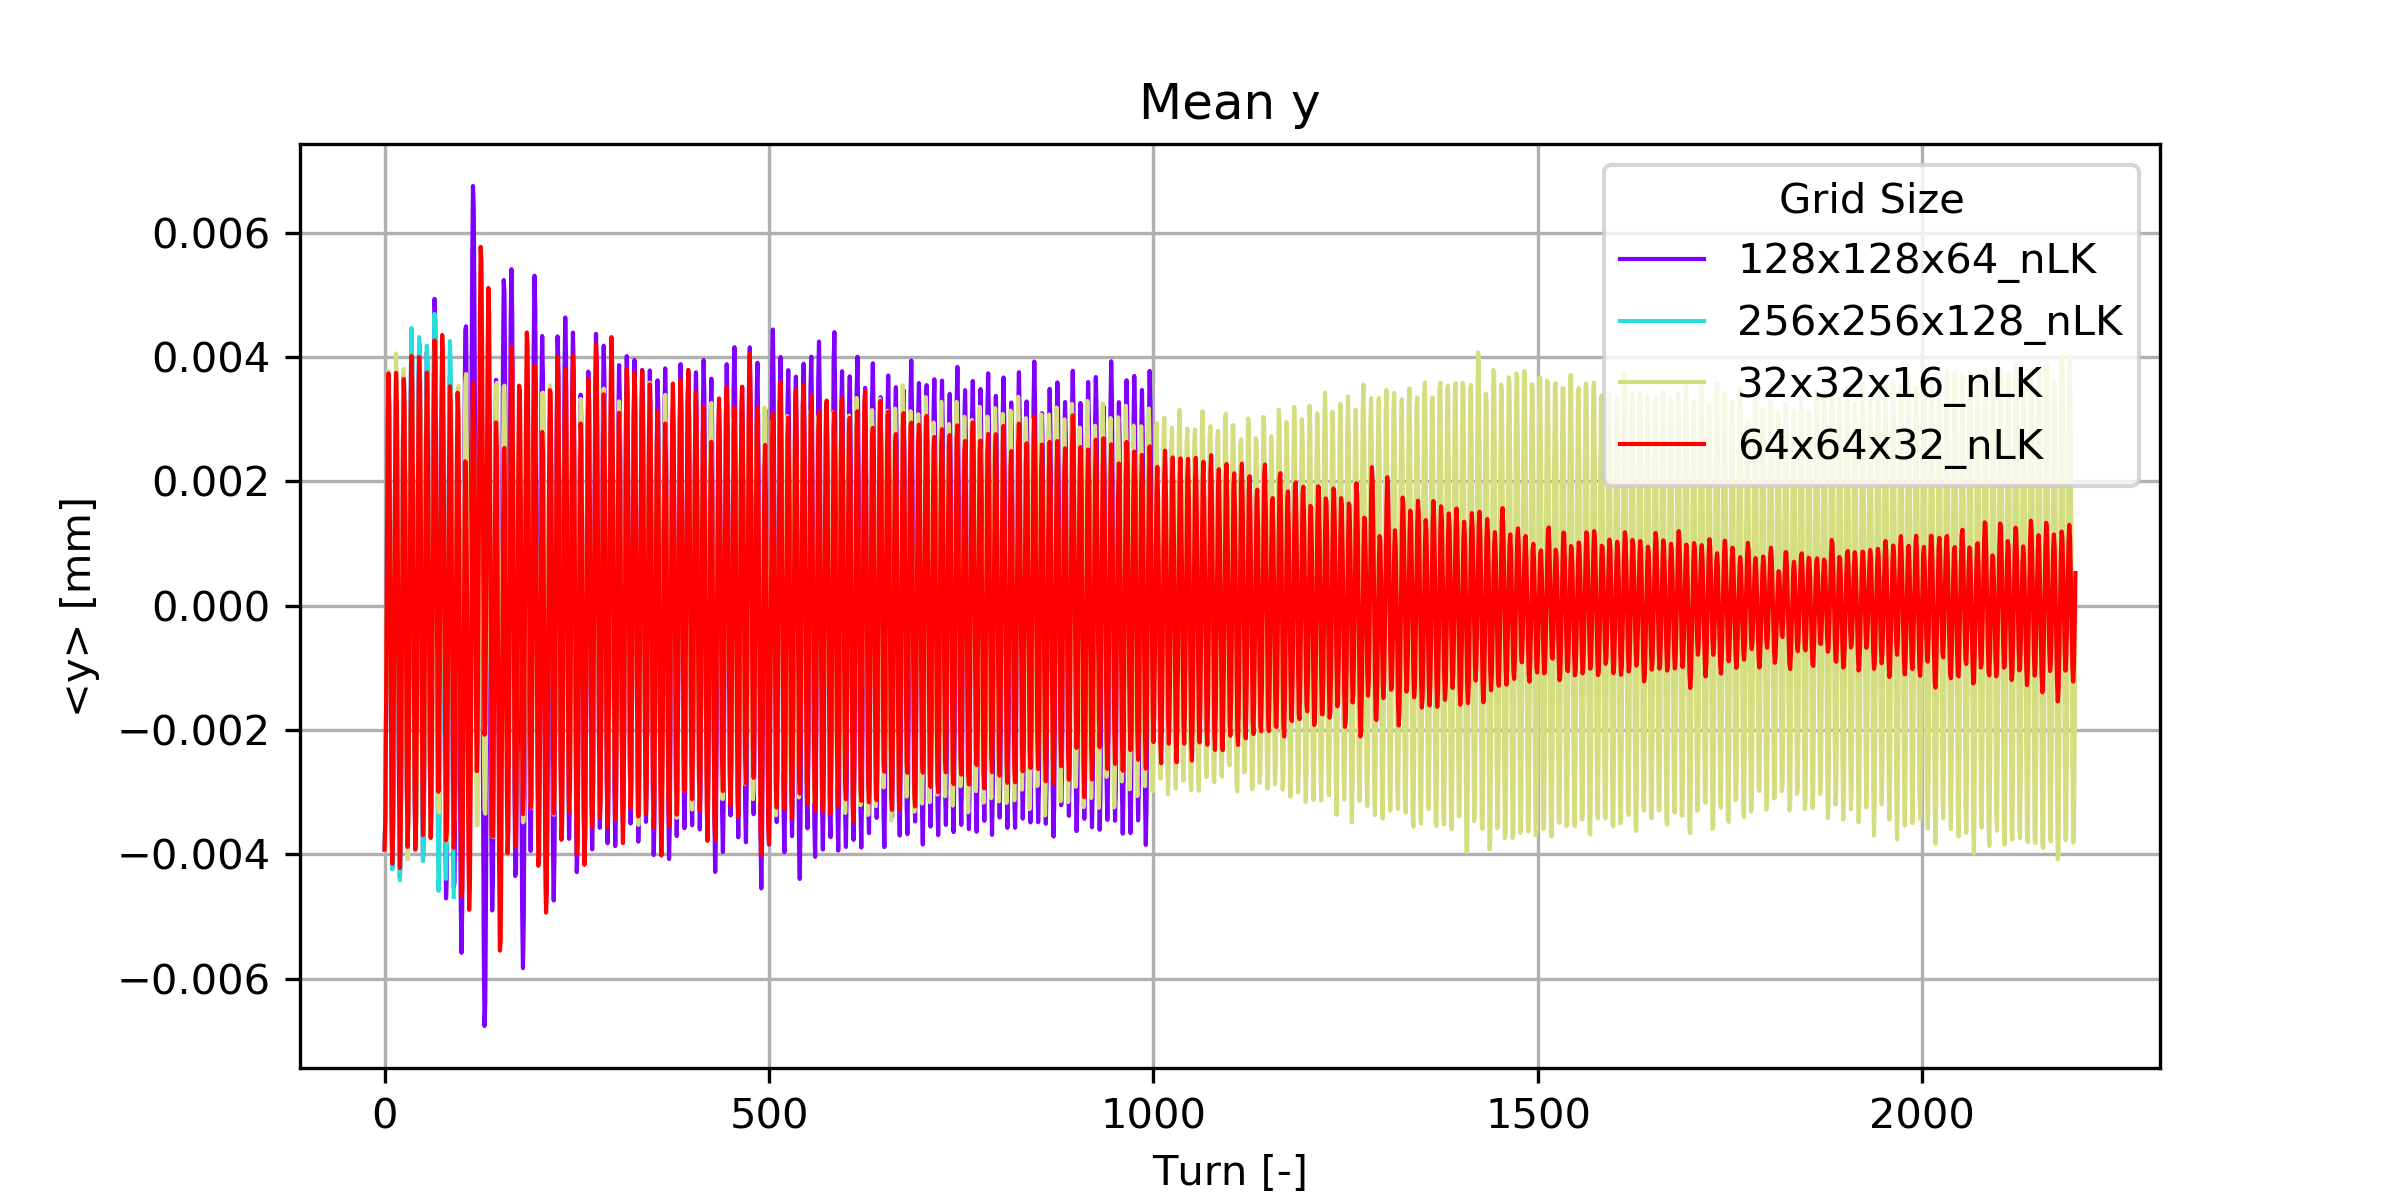 Mean y
Grid Size
128x128x64_nLK
256x256x128_nLK
32x32x16_nLK
64x64x32_nLK
0.006
0.004
0.002
0.000
−0.002
−0.004
−0.006
<y> [mm]
0 500 1000 1500 2000
Turn [-]